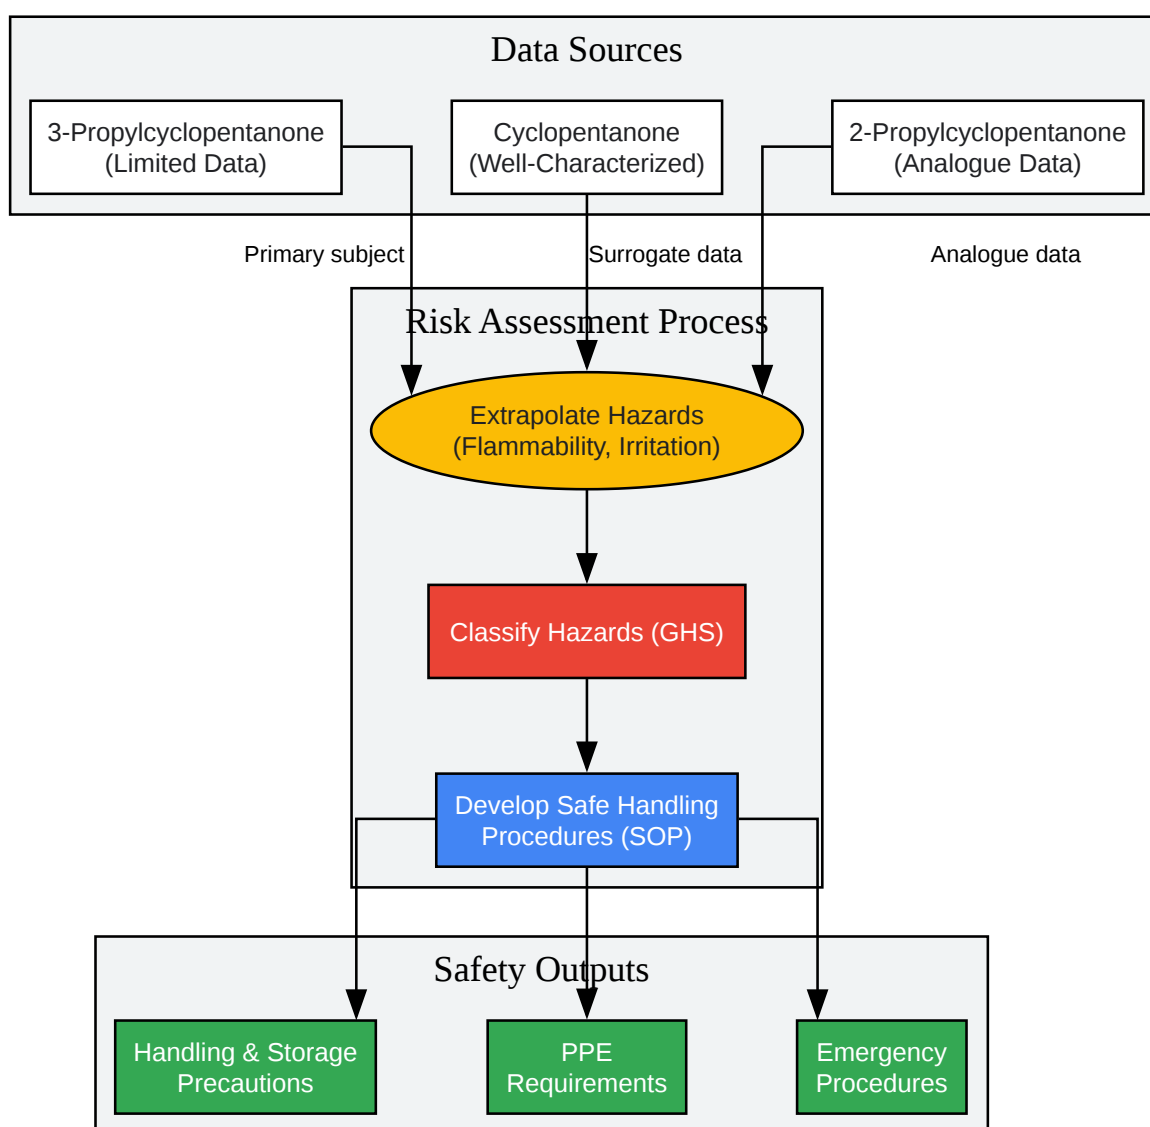 Data Sources
3-Propylcyclopentanone
(Limited Data)
Cyclopentanone
(Well-Characterized)
2-Propylcyclopentanone
(Analogue Data)
Primary subject
Surrogate data
Analogue data
Risk Assessment Process
Extrapolate Hazards
(Flammability, Irritation)
Classify Hazards (GHS)
Develop Safe Handling
Procedures (SOP)
Safety Outputs
Handling & Storage
Precautions
PPE
Requirements
Emergency
Procedures